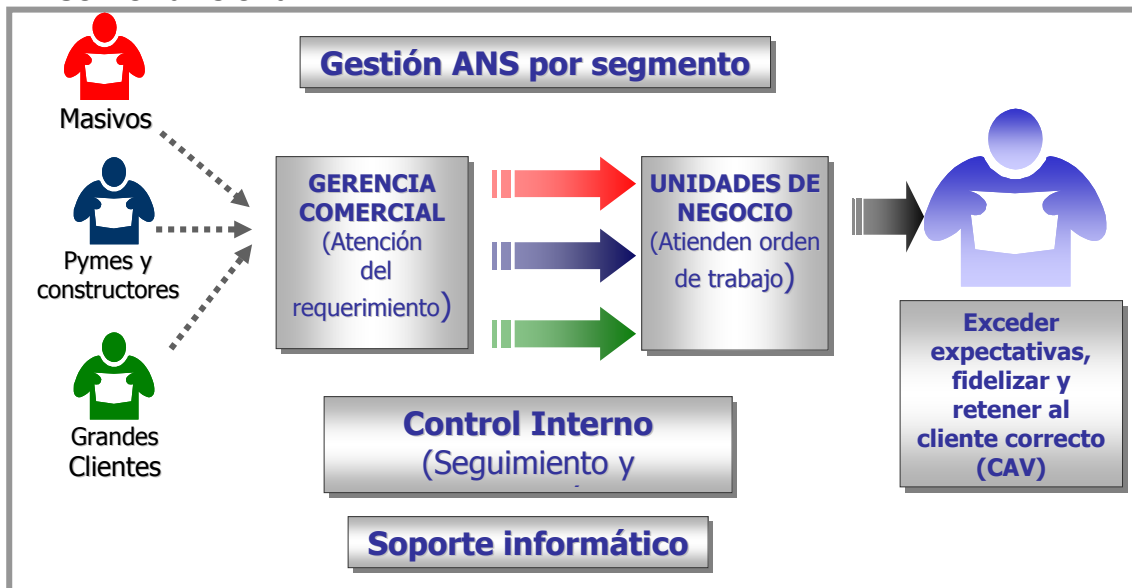 Gestión ANS por segmento
Masivos
Pymes y
constructores
Grandes
Clientes
GERENCIA
COMERCIAL
(Atención
del
requerimiento)
UNIDADES DE
NEGOCIO
(Atienden orden
de trabajo)
Exceder
expectativas,
fidelizar y
retener al
cliente correcto
(CAV)
Control Interno
(Seguimiento y
Soporte informático